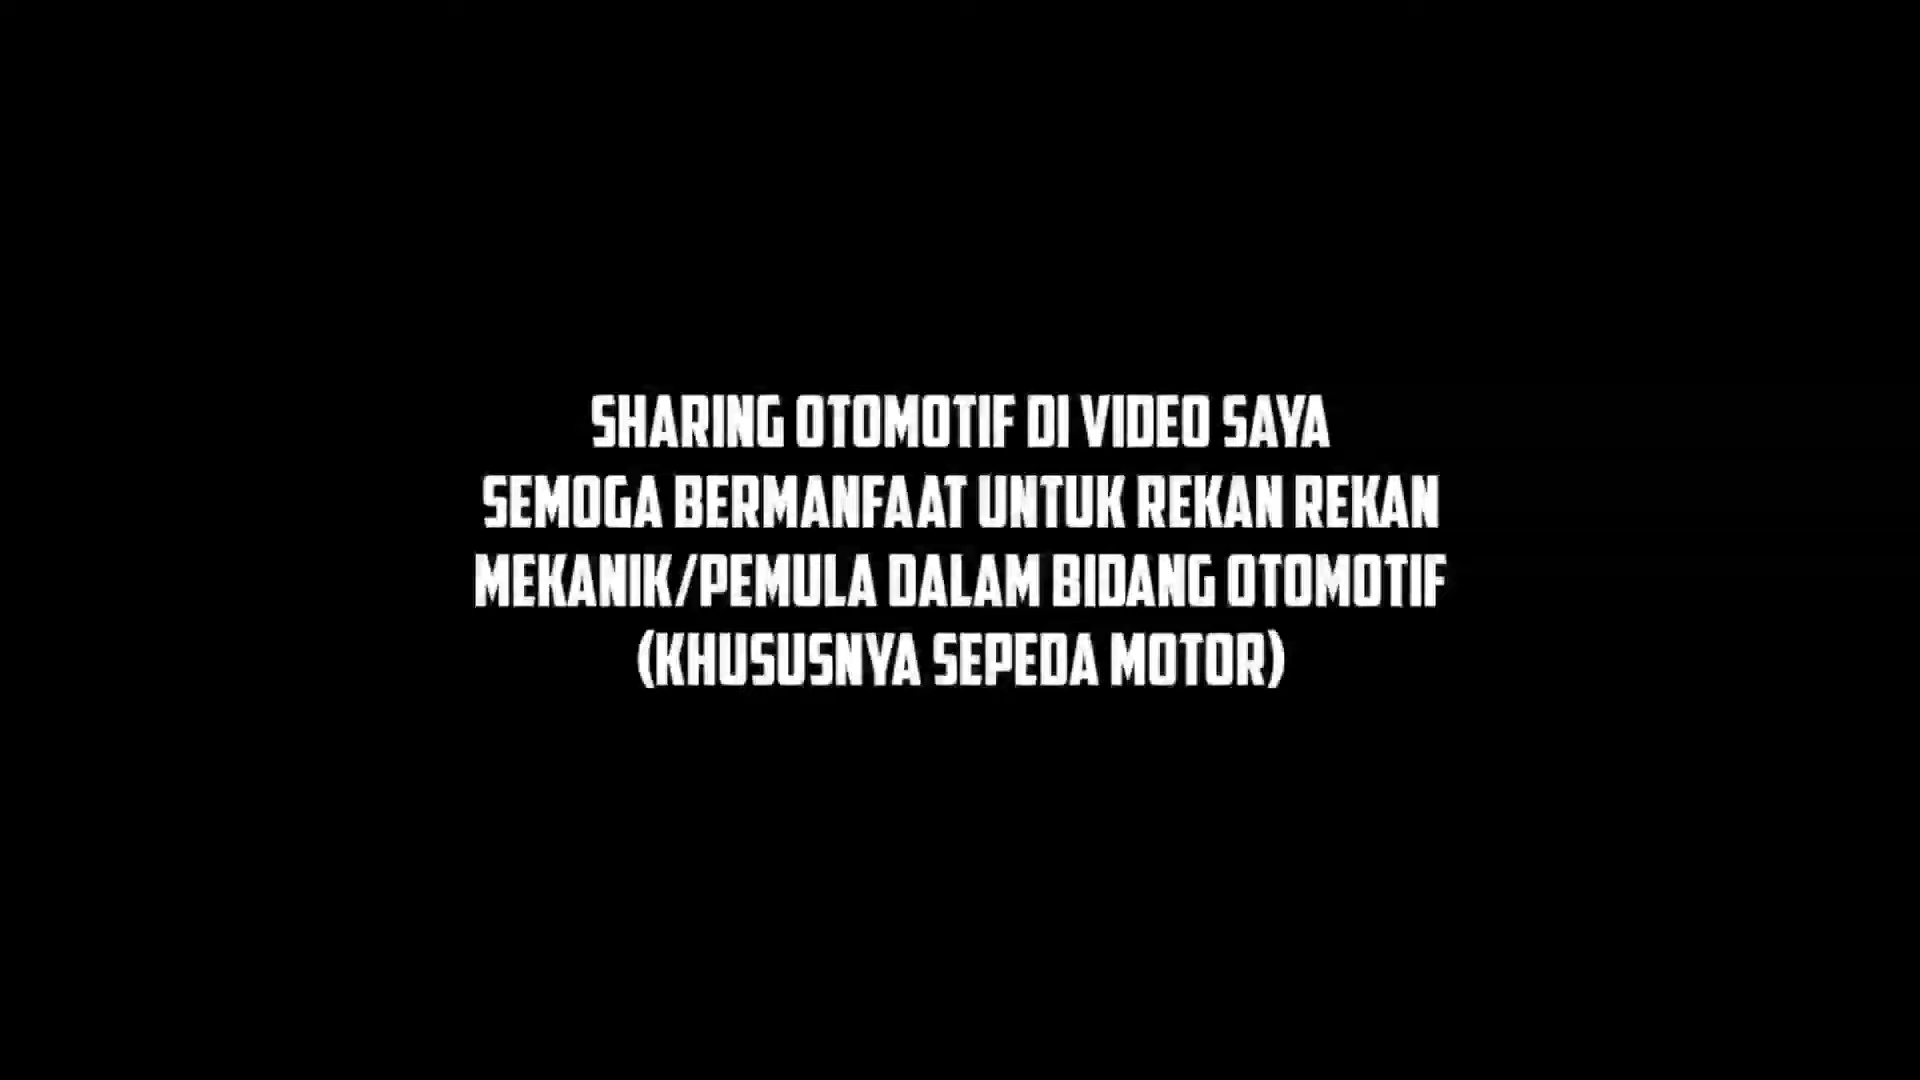 SHARING OTOMOTIF DI VIDEO SAYA
SEMOGA BERMANFAAT UNTUK REKAN REKAN
MEKANIK/PEMULA DALAM BIDANG OTOMOTIF
(KHUSUSNYA SEPEDA MOTOR)